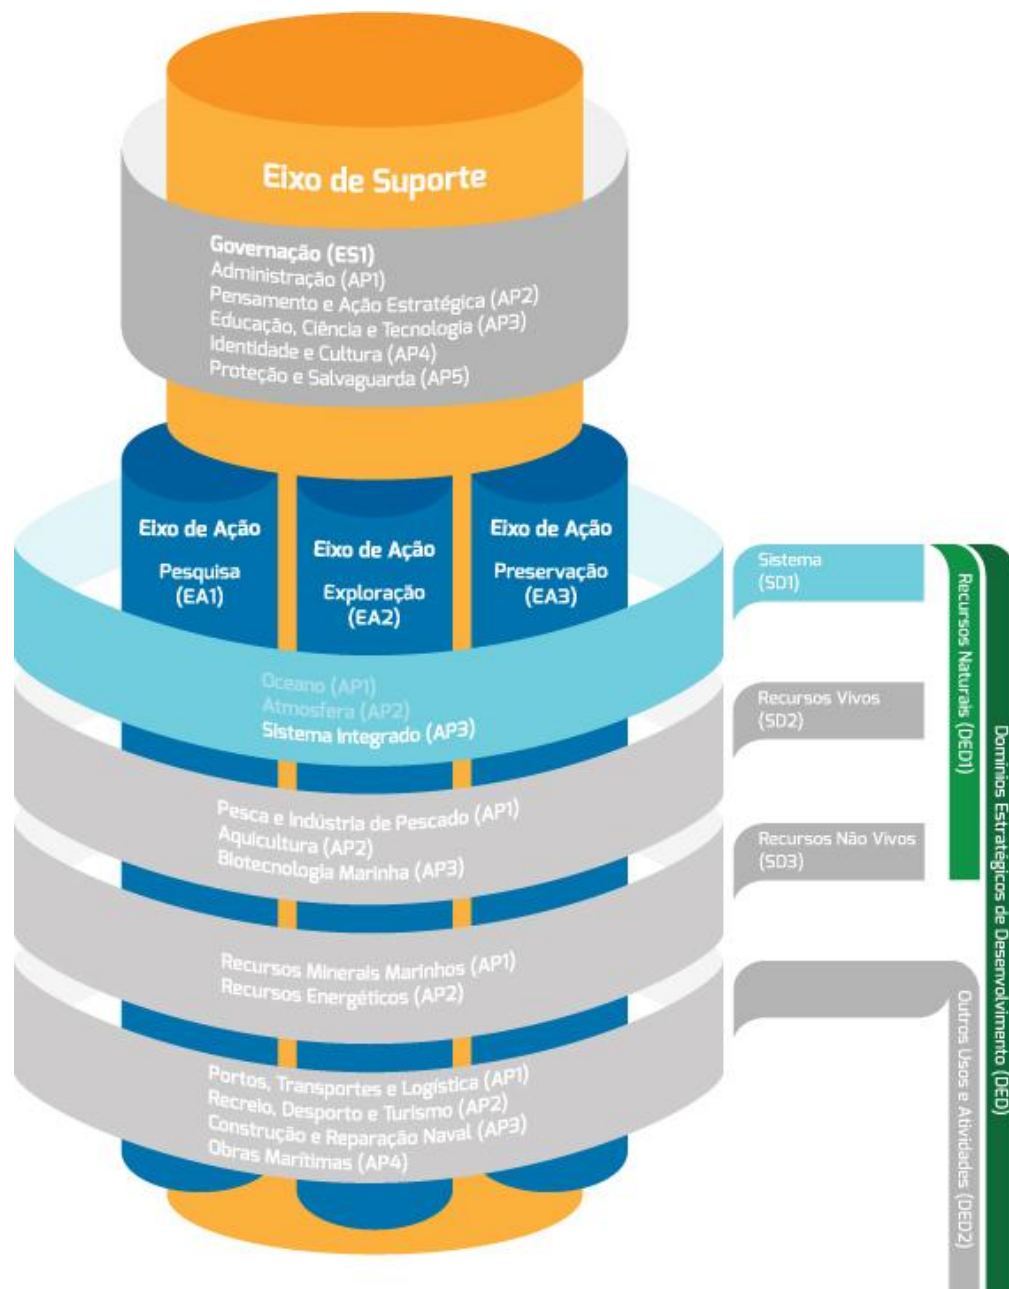 Eixo de Suporte
Governação (ES1)
Administração (AP1)
Pensamento e Ação Estratégica (AP2)
Educação, Ciência e Tecnologia (AP3)
Identidade e Cultura (AP4)
Proteção e Salvaguarda (AP5)
Eixo de Ação
Pesquisa
(EA1)
Eixo de Ação
Exploração
(EA2)
Eixo de Ação
Preservação
(EA3)
Oceano (AP1)
Atmosfera (AP2)
Sistema Integrado (AP3)
Pesca e Indústria de Pescado (AP1)
Aquicultura (AP2)
Biotecnologia Marinha (AP3)
Recursos Minerais Marinhos (AP1)
Recursos Energéticos (AP2)
Portos, Transportes e Logística (AP1)
Recreio, Desporto e Turismo (AP2)
Construção e Reparação Naval (AP3)
Obras Marítimas (AP4)
Sistema
(SD1)
Recursos Vivos
(SD2)
Recursos Não Vivos
(SD3)
Recursos Naturais (DED1)
Outros Usos e Atividades (DED2)
Domínios Estratégicos de Desenvolvimento (DED)